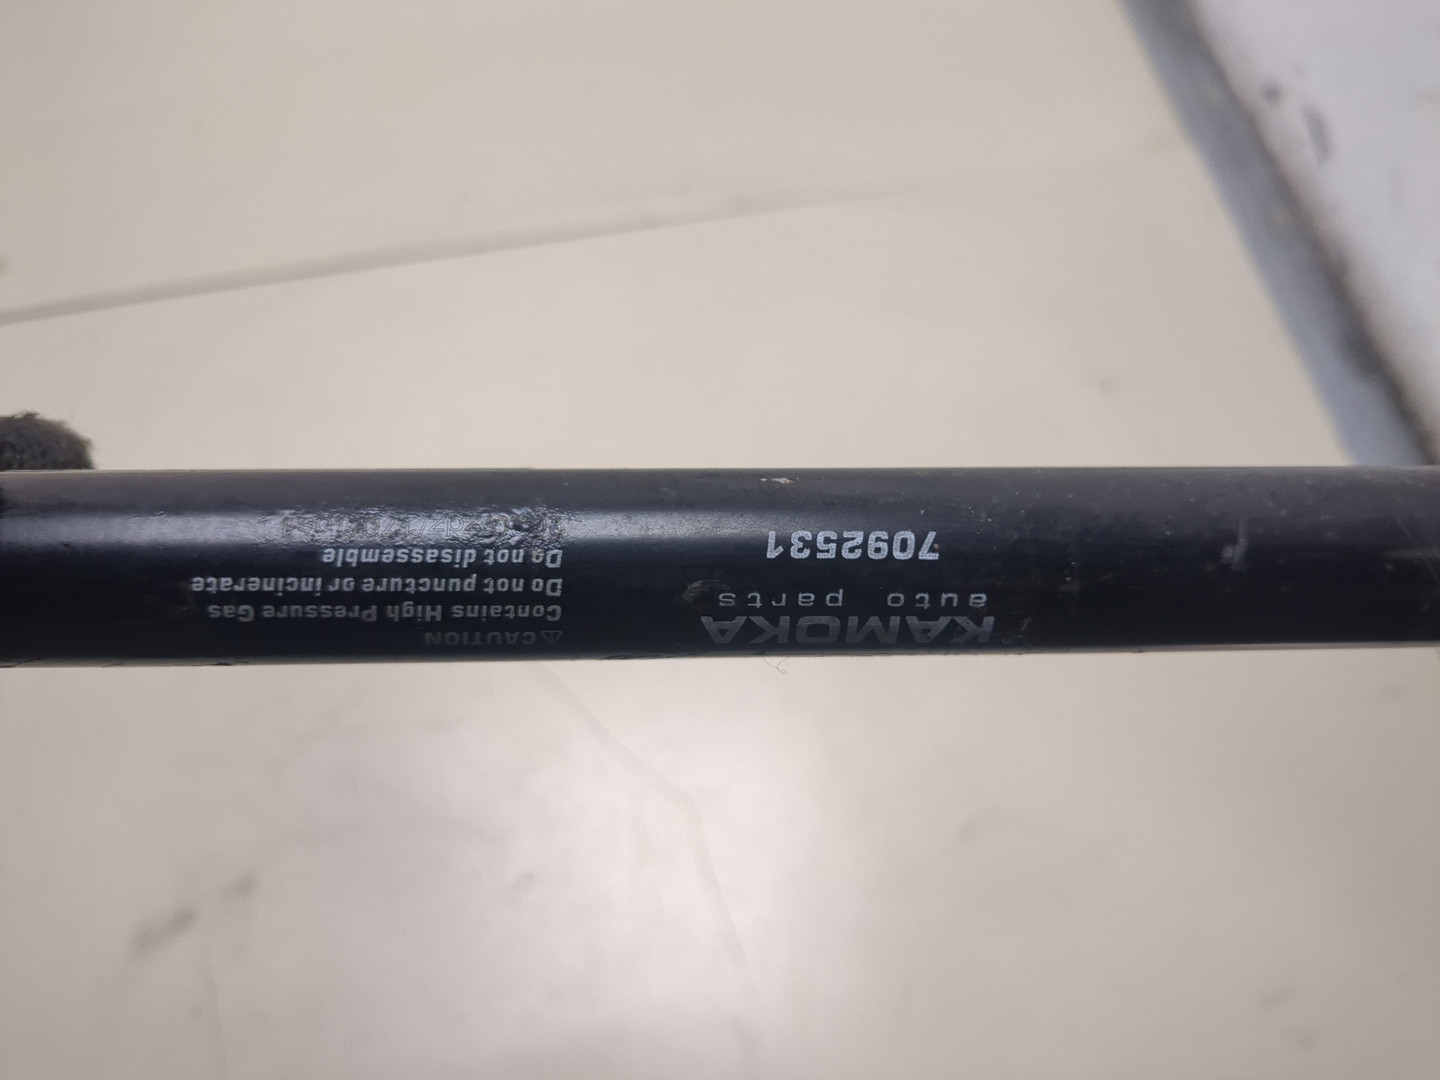 KAMOKA
auto parts
7092531
⚠ CAUTION
Contains High Pressure Gas
Do not puncture or incinerate
Do not disassemble